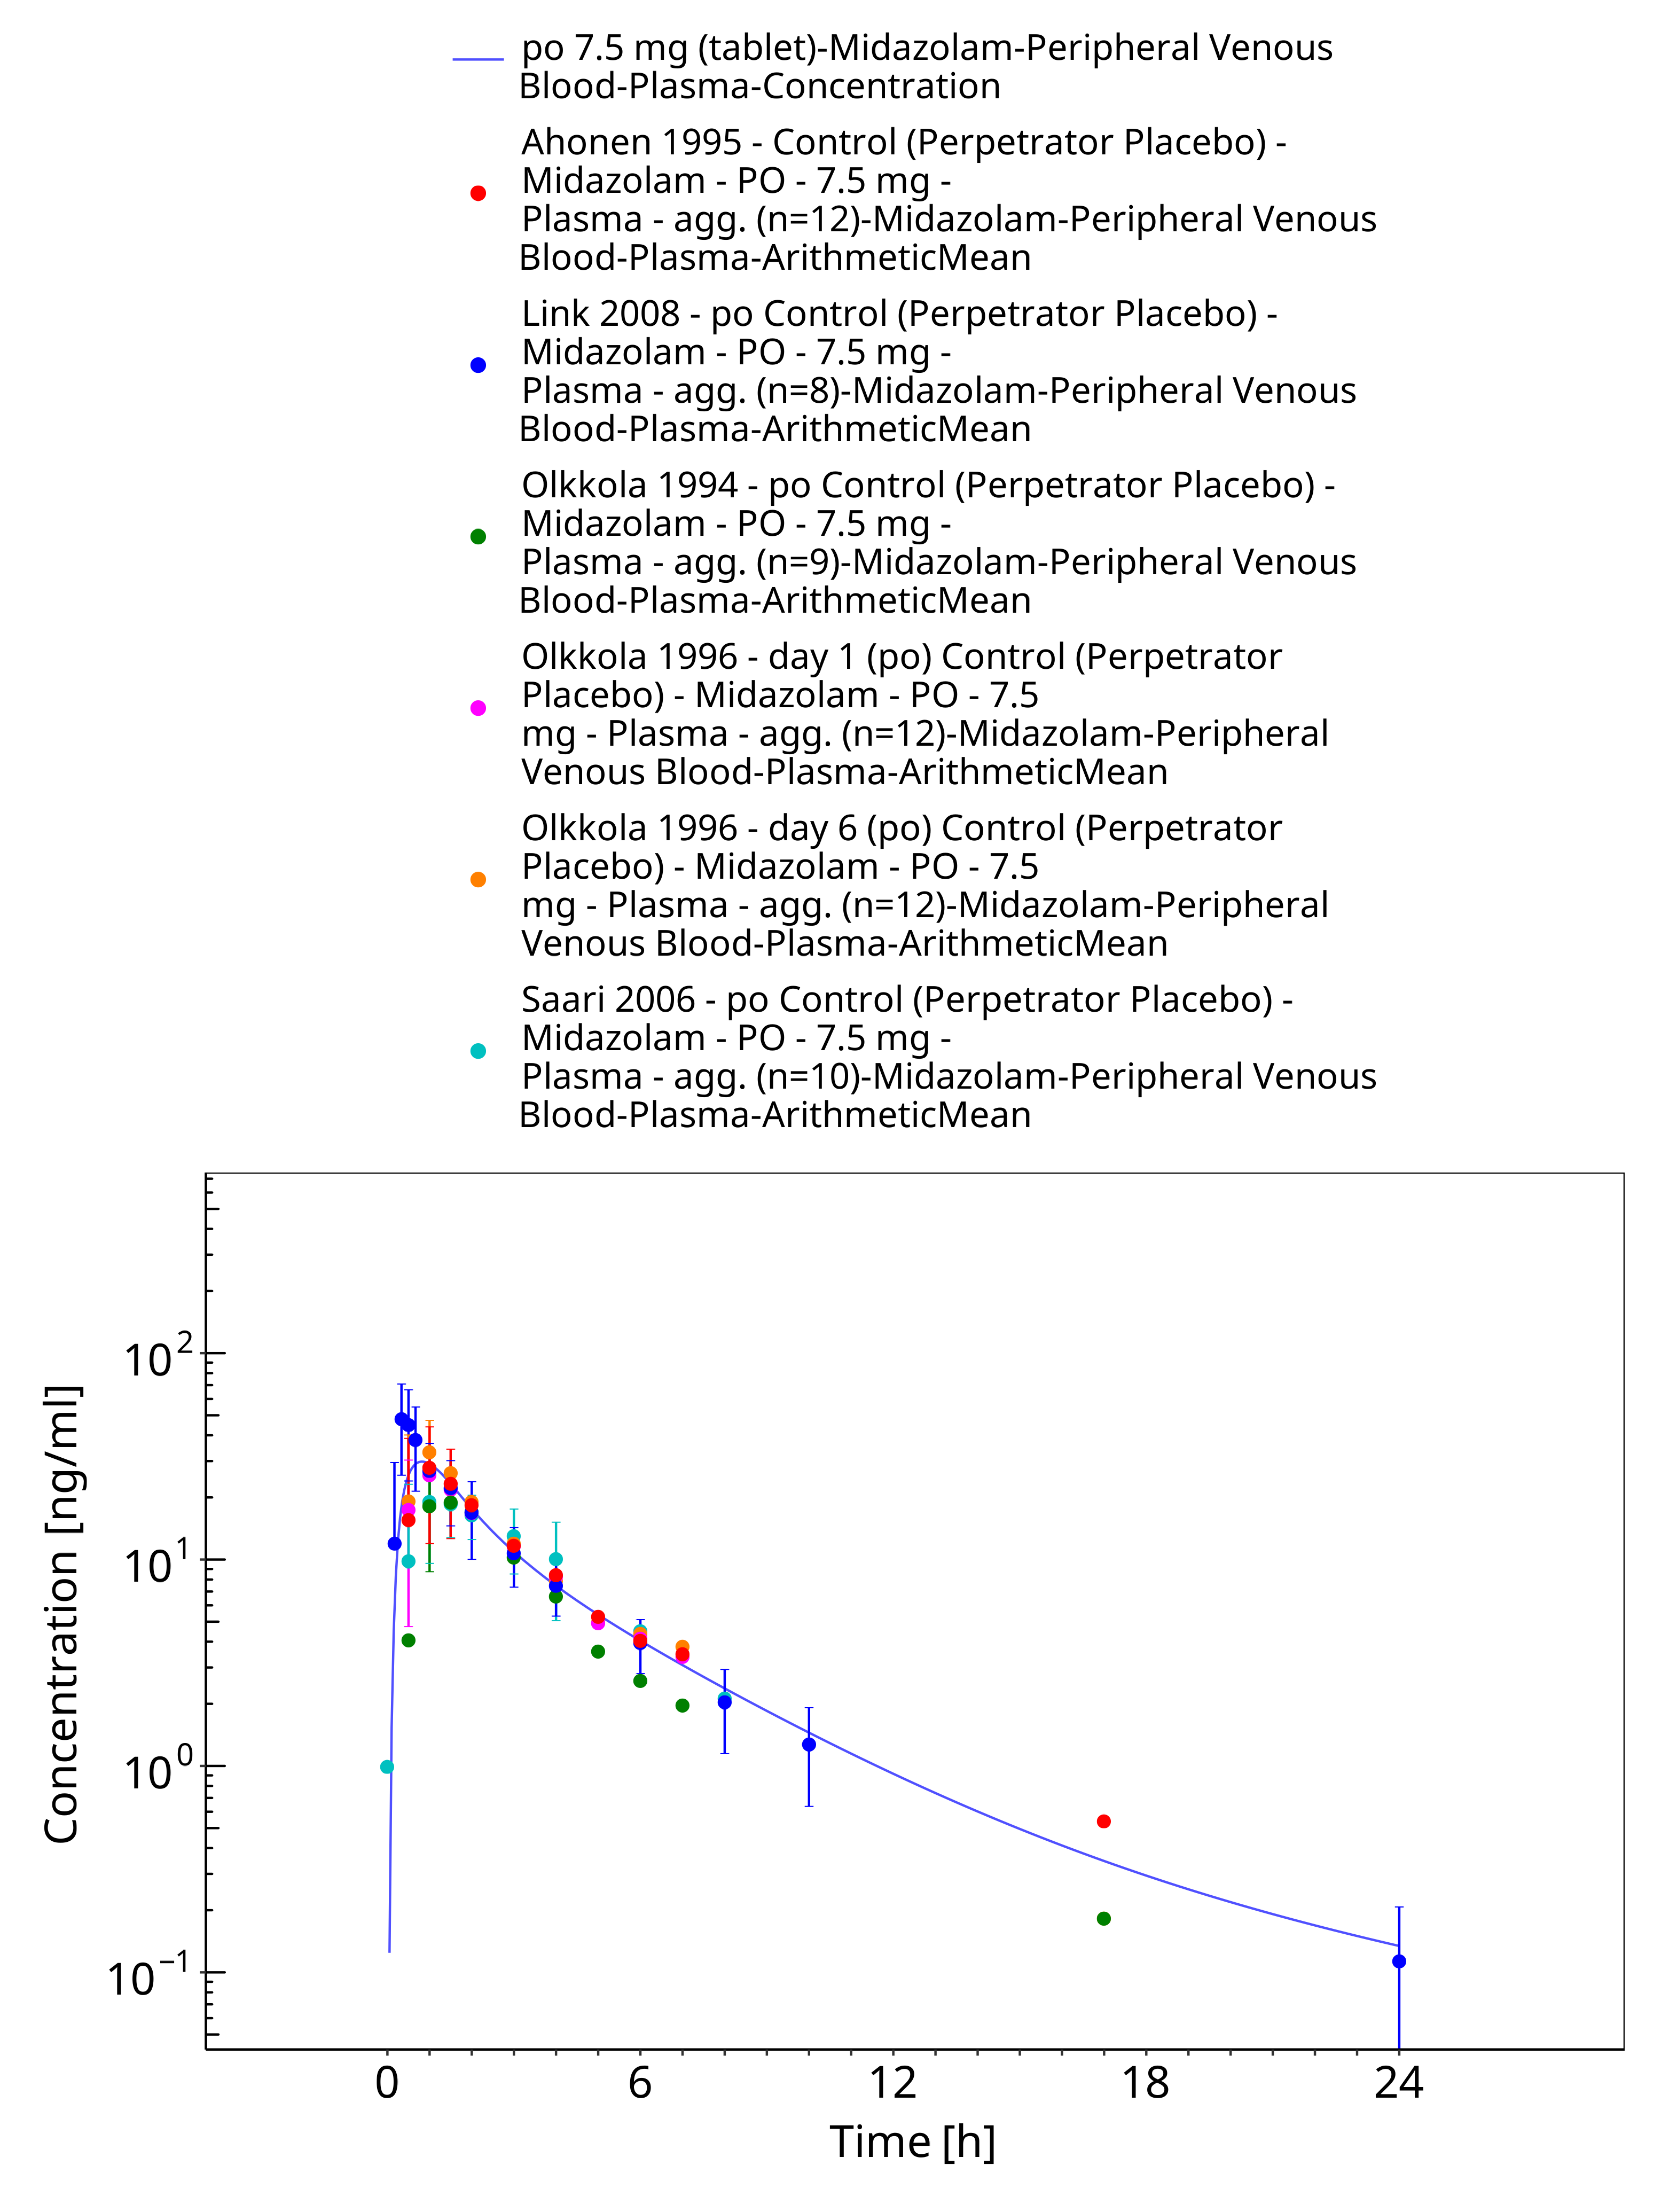 po 7.5 mg (tablet)-Midazolam-Peripheral Venous
Blood-Plasma-Concentration
Ahonen 1995 - Control (Perpetrator Placebo) -
Midazolam - PO - 7.5 mg -
Plasma - agg. (n=12)-Midazolam-Peripheral Venous
Blood-Plasma-ArithmeticMean
Link 2008 - po Control (Perpetrator Placebo) -
Midazolam - PO - 7.5 mg -
Plasma - agg. (n=8)-Midazolam-Peripheral Venous
Blood-Plasma-ArithmeticMean
Olkkola 1994 - po Control (Perpetrator Placebo) -
Midazolam - PO - 7.5 mg -
Plasma - agg. (n=9)-Midazolam-Peripheral Venous
Blood-Plasma-ArithmeticMean
Olkkola 1996 - day 1 (po) Control (Perpetrator
Placebo) - Midazolam - PO - 7.5
mg - Plasma - agg. (n=12)-Midazolam-Peripheral
Venous Blood-Plasma-ArithmeticMean
Olkkola 1996 - day 6 (po) Control (Perpetrator
Placebo) - Midazolam - PO - 7.5
mg - Plasma - agg. (n=12)-Midazolam-Peripheral
Venous Blood-Plasma-ArithmeticMean
Saari 2006 - po Control (Perpetrator Placebo) -
Midazolam - PO - 7.5 mg -
Plasma - agg. (n=10)-Midazolam-Peripheral Venous
Blood-Plasma-ArithmeticMean
Concentration [ng/ml]
10²
10¹
10⁰
10⁻¹
0 6 12 18 24
Time [h]